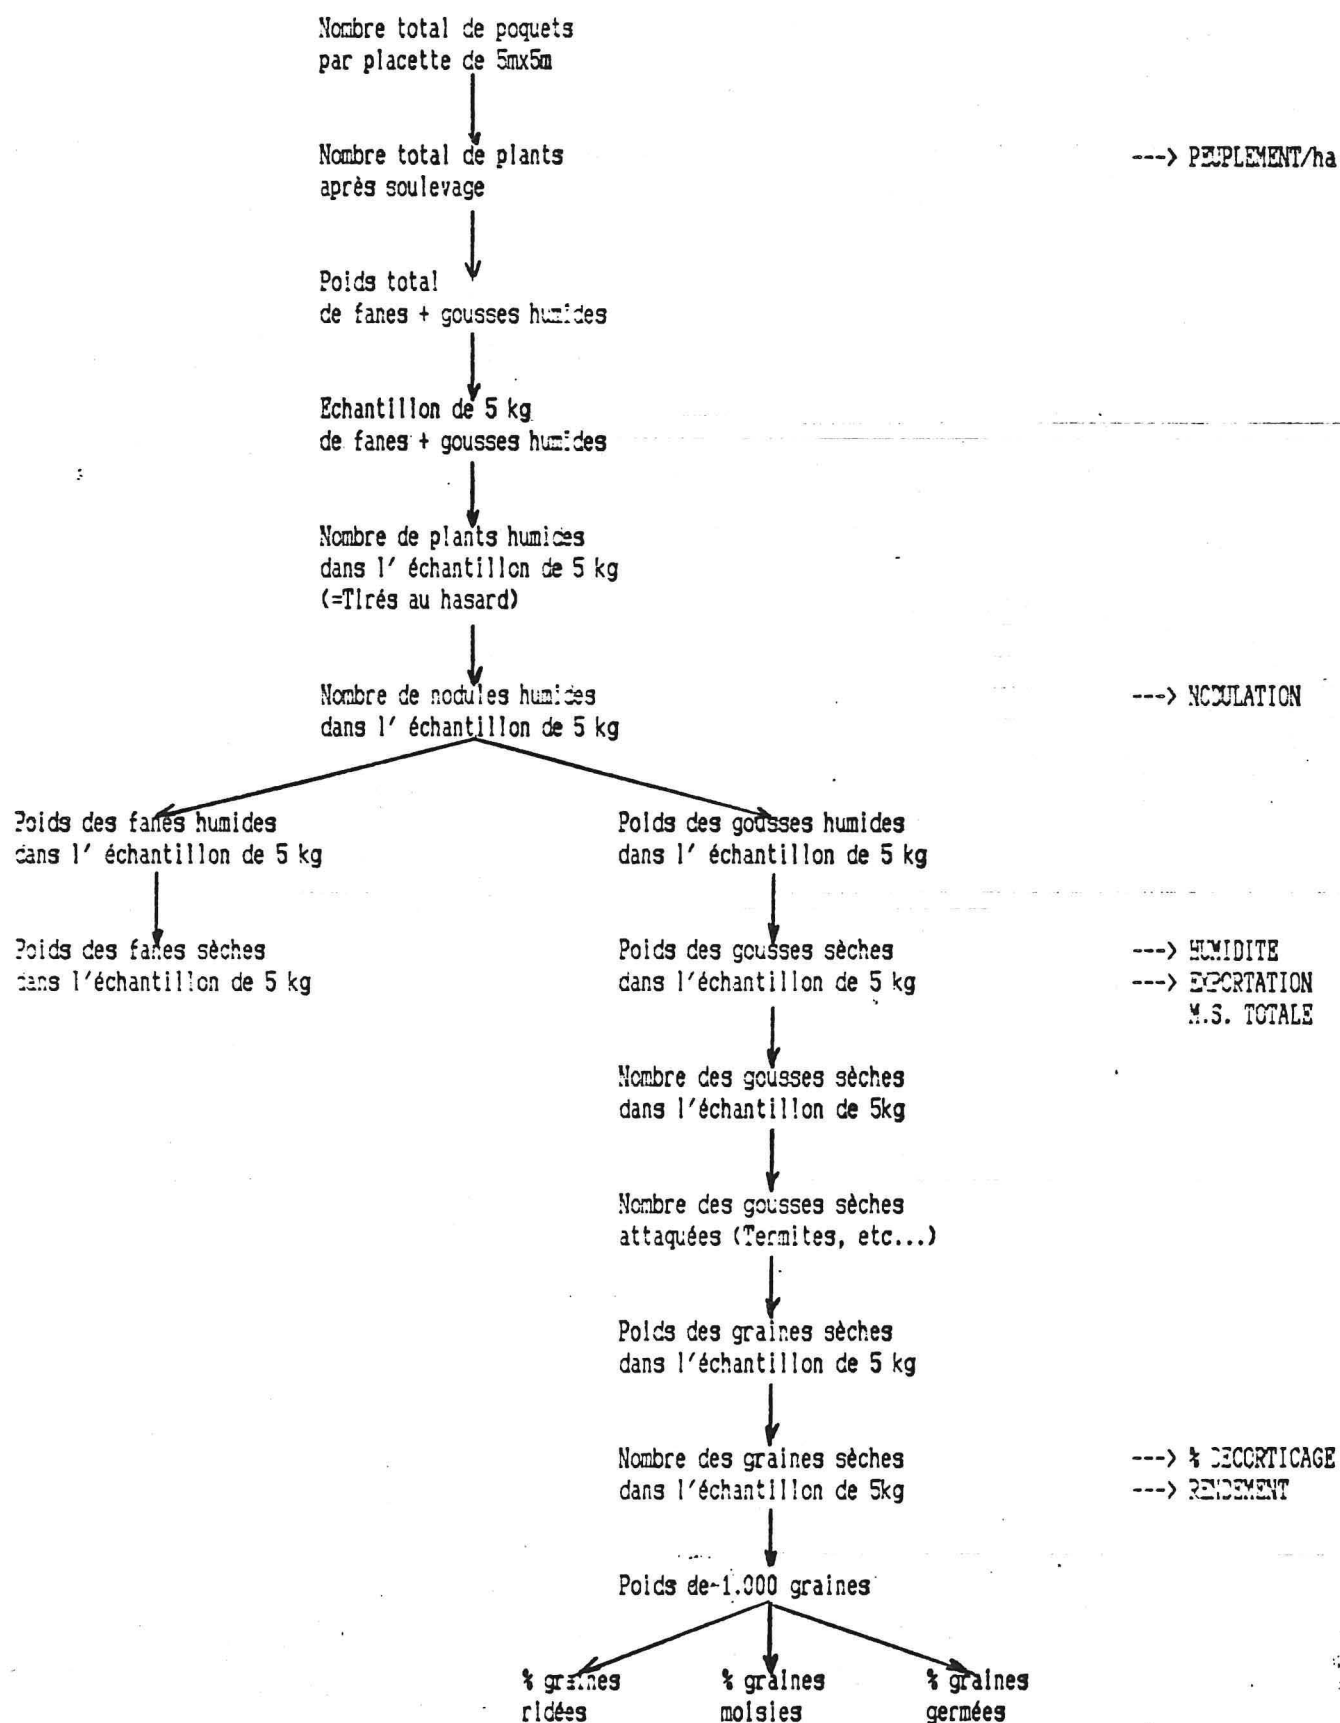 Nombre total de poquets
par placette de 5mx5m
Nombre total de plants
après soulevage
---> PEUPLEMENT/ha
Poids total
de fanes + gousses humides
Echantillon de 5 kg
de fanes + gousses humides
Nombre de plants humides
dans l' échantillon de 5 kg
(=Tirés au hasard)
Nombre de nodules humides
dans l' échantillon de 5 kg
---> NODULATION
Poids des fanes humides
dans l' échantillon de 5 kg
Poids des gousses humides
dans l' échantillon de 5 kg
Poids des fanes sèches
dans l'échantillon de 5 kg
Poids des gousses sèches
dans l'échantillon de 5 kg
---> HUMIDITE
---> EXPORTATION
M.S. TOTALE
Nombre des gousses sèches
dans l'échantillon de 5kg
Nombre des gousses sèches
attaquées (Termites, etc...)
Poids des graines sèches
dans l'échantillon de 5 kg
Nombre des graines sèches
dans l'échantillon de 5kg
---> % DECORTICAGE
---> RENDEMENT
Poids de 1.000 graines
% graines
ridées
% graines
moisies
% graines
germées